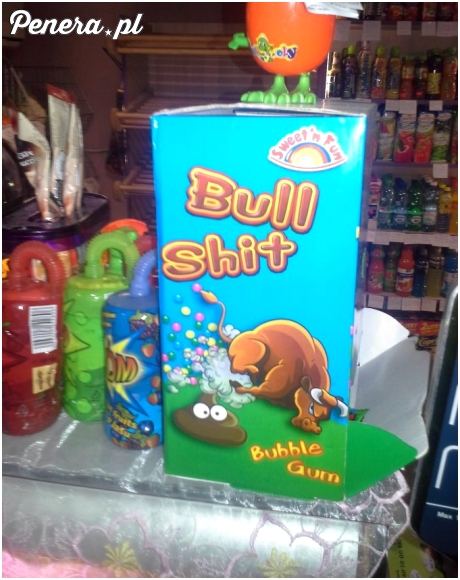 Penera.pl
Sweet'n Fun
Bull
Shit
Bubble
Gum